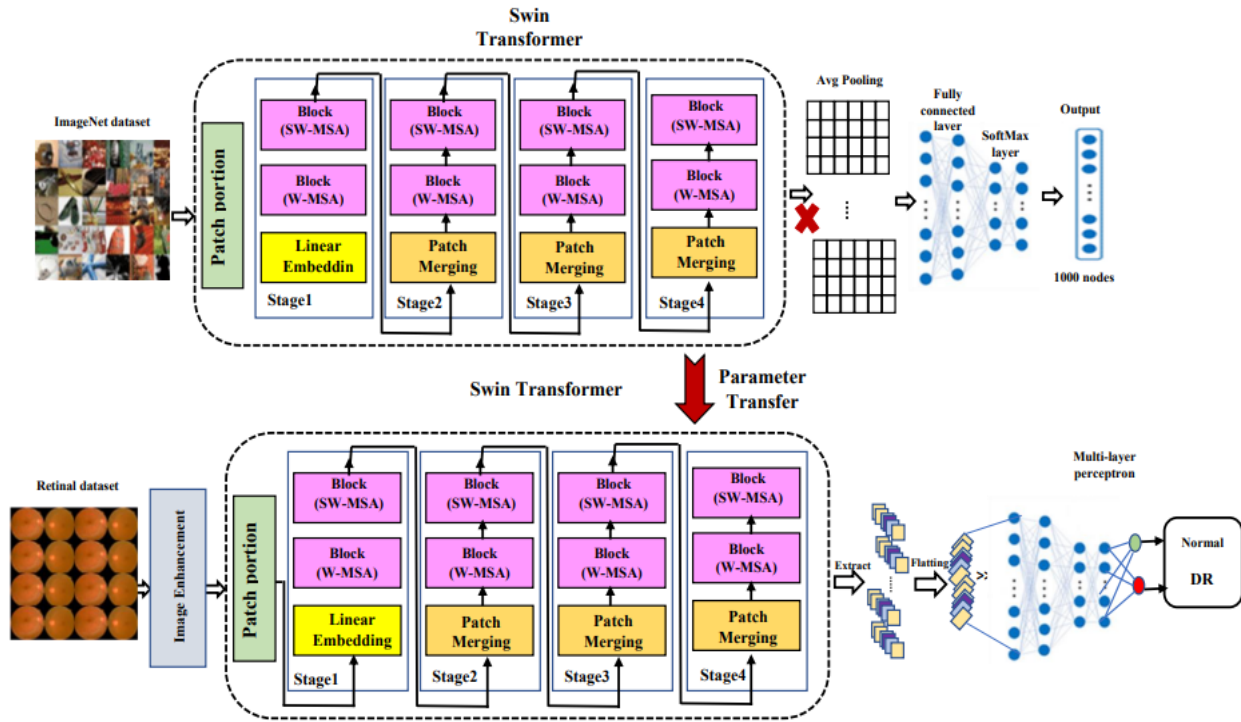 Swin
Transformer
ImageNet dataset
Patch portion
Block
(SW-MSA)
Block
(W-MSA)
Linear
Embeddin
Stage1
Block
(SW-MSA)
Block
(W-MSA)
Patch
Merging
Stage2
Block
(SW-MSA)
Block
(W-MSA)
Patch
Merging
Stage3
Block
(SW-MSA)
Block
(W-MSA)
Patch
Merging
Stage4
Avg Pooling
Fully
connected
layer
SoftMax
layer
Output
1000 nodes
Swin Transformer
Parameter
Transfer
Retinal dataset
Image Enhancement
Patch portion
Block
(SW-MSA)
Block
(W-MSA)
Linear
Embedding
Stage1
Block
(SW-MSA)
Block
(W-MSA)
Patch
Merging
Stage2
Block
(SW-MSA)
Block
(W-MSA)
Patch
Merging
Stage3
Block
(SW-MSA)
Block
(W-MSA)
Patch
Merging
Stage4
Extract
Flatting
Multi-layer
perceptron
Normal
DR